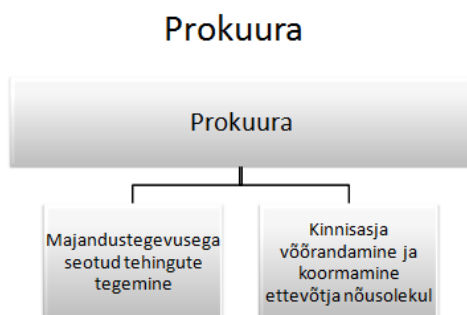 Prokuura
Prokuura
Majandustegevusega
seotud tehingute
tegemine
Kinnisasja
võõrandamine ja
koormamine
ettevõtja nõusolekul